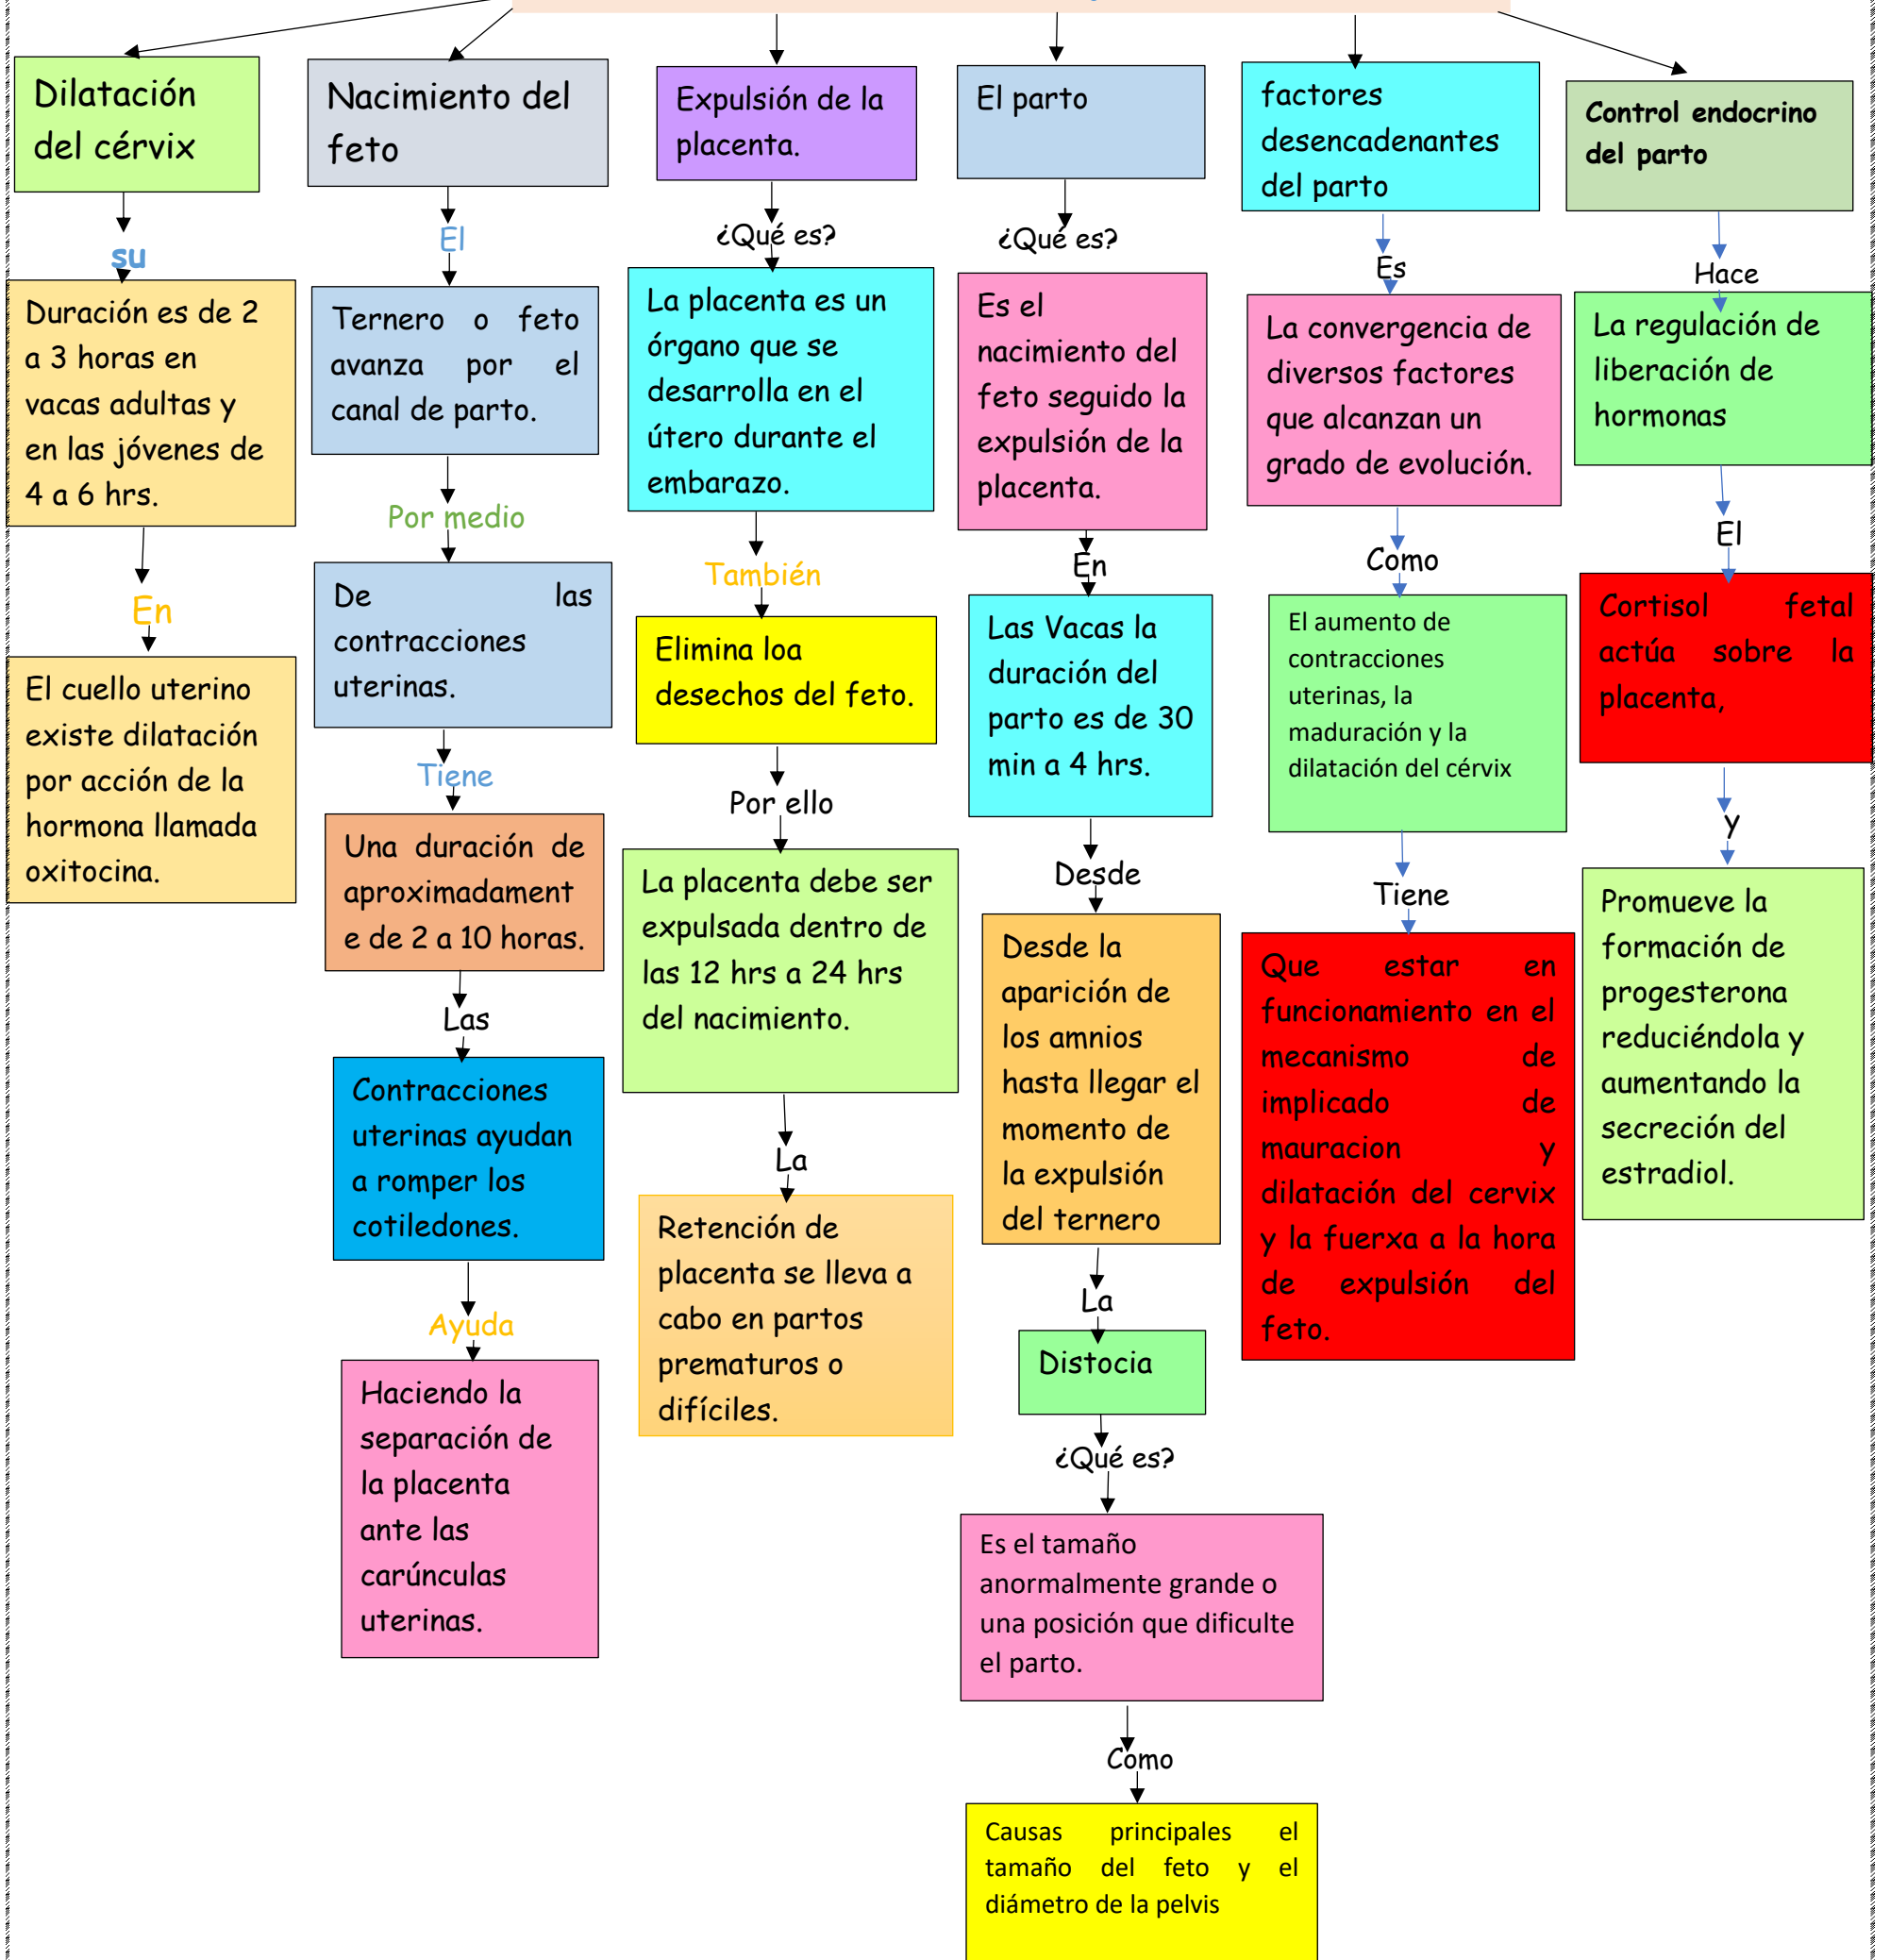 Dilatación
del cérvix
su
Duración es de 2
a 3 horas en
vacas adultas y
en las jóvenes de
4 a 6 hrs.
En
El cuello uterino
existe dilatación
por acción de la
hormona llamada
oxitocina.
Nacimiento del
feto
El
Ternero o feto
avanza por el
canal de parto.
Por medio
De las
contracciones
uterinas.
Tiene
Una duración de
aproximadament
e de 2 a 10 horas.
Las
Contracciones
uterinas ayudan
a romper los
cotiledones.
Ayuda
Haciendo la
separación de
la placenta
ante las
carúnculas
uterinas.
Expulsión de la
placenta.
¿Qué es?
La placenta es un
órgano que se
desarrolla en el
útero durante el
embarazo.
También
Elimina loa
desechos del feto.
Por ello
La placenta debe ser
expulsada dentro de
las 12 hrs a 24 hrs
del nacimiento.
La
Retención de
placenta se lleva a
cabo en partos
prematuros o
difíciles.
El parto
¿Qué es?
Es el
nacimiento del
feto seguido la
expulsión de la
placenta.
En
Las Vacas la
duración del
parto es de 30
min a 4 hrs.
Desde
Desde la
aparición de
los amnios
hasta llegar el
momento de
la expulsión
del ternero
La
Distocia
¿Qué es?
Es el tamaño
anormalmente grande o
una posición que dificulte
el parto.
Como
Causas principales el
tamaño del feto y el
diámetro de la pelvis
factores
desencadenantes
del parto
Es
La convergencia de
diversos factores
que alcanzan un
grado de evolución.
Como
El aumento de
contracciones
uterinas, la
maduración y la
dilatación del cérvix
Tiene
Que estar en
funcionamiento en el
mecanismo de
implicado de
mauracion y
dilatación del cervix
y la fuerxa a la hora
de expulsión del
feto.
Control endocrino
del parto
Hace
La regulación de
liberación de
hormonas
El
Cortisol fetal
actúa sobre la
placenta,
y
Promueve la
formación de
progesterona
reduciéndola y
aumentando la
secreción del
estradiol.